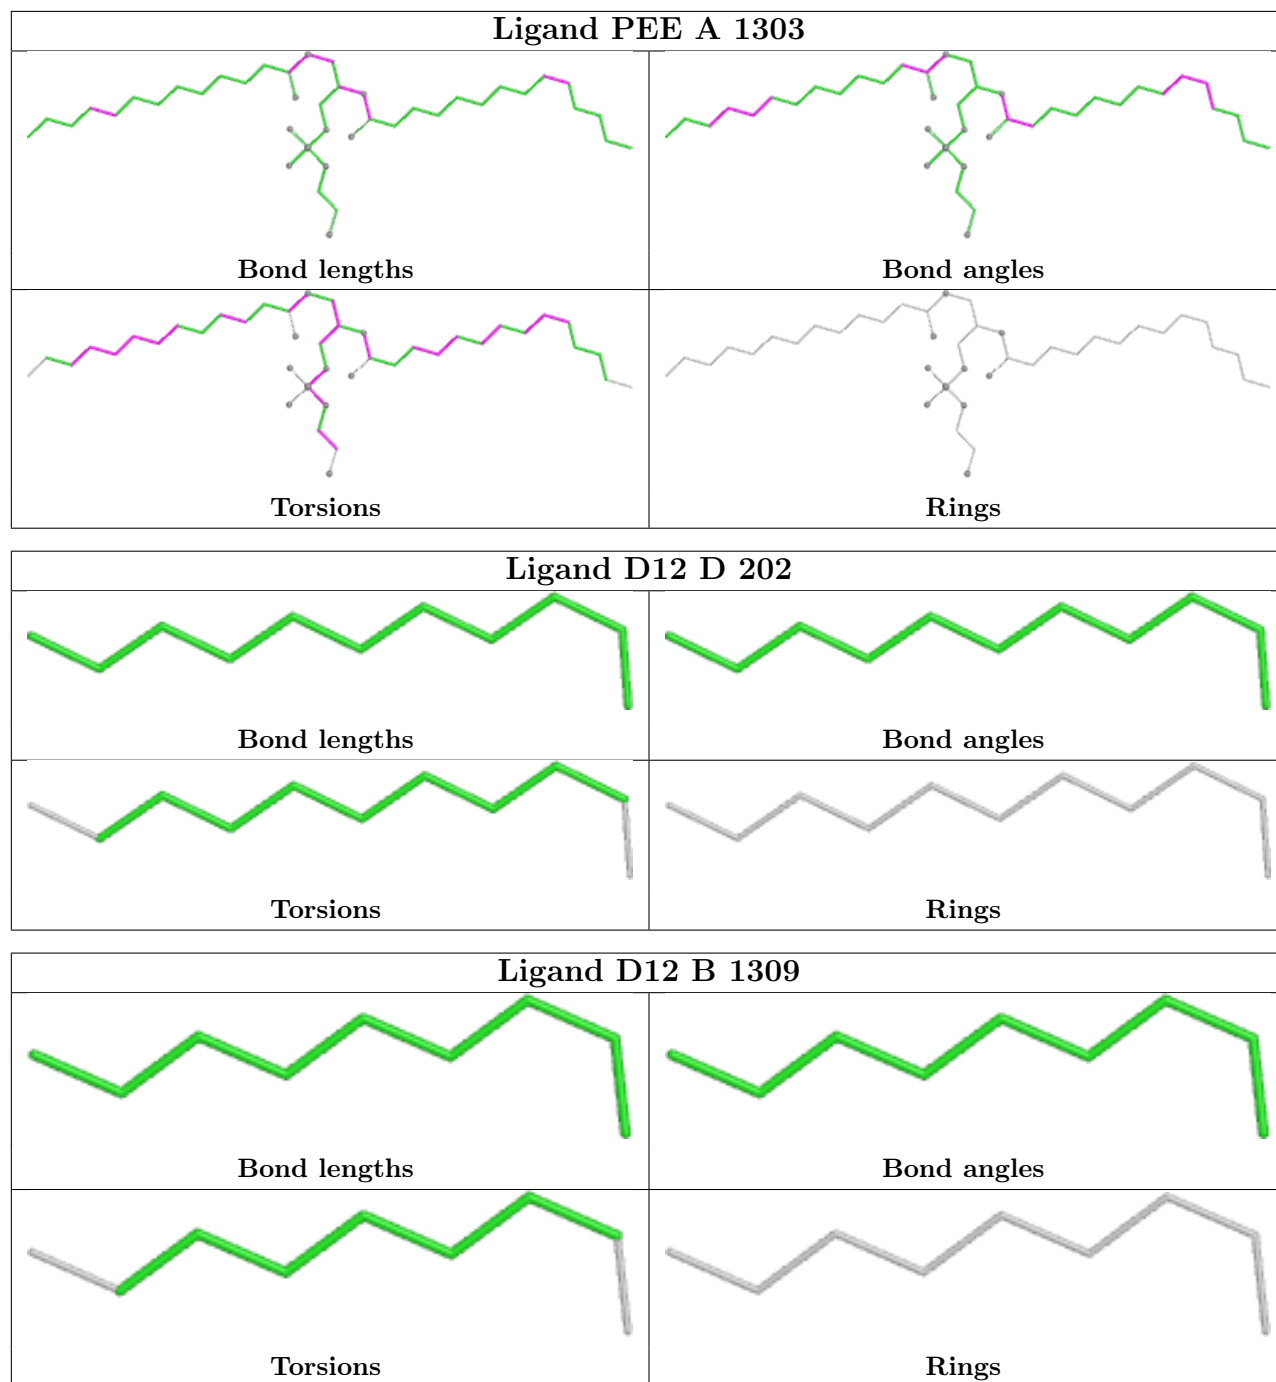 Ligand PEE A 1303
Bond lengths
Bond angles
Torsions
Rings
Ligand D12 D 202
Bond lengths
Bond angles
Torsions
Rings
Ligand D12 B 1309
Bond lengths
Bond angles
Torsions
Rings